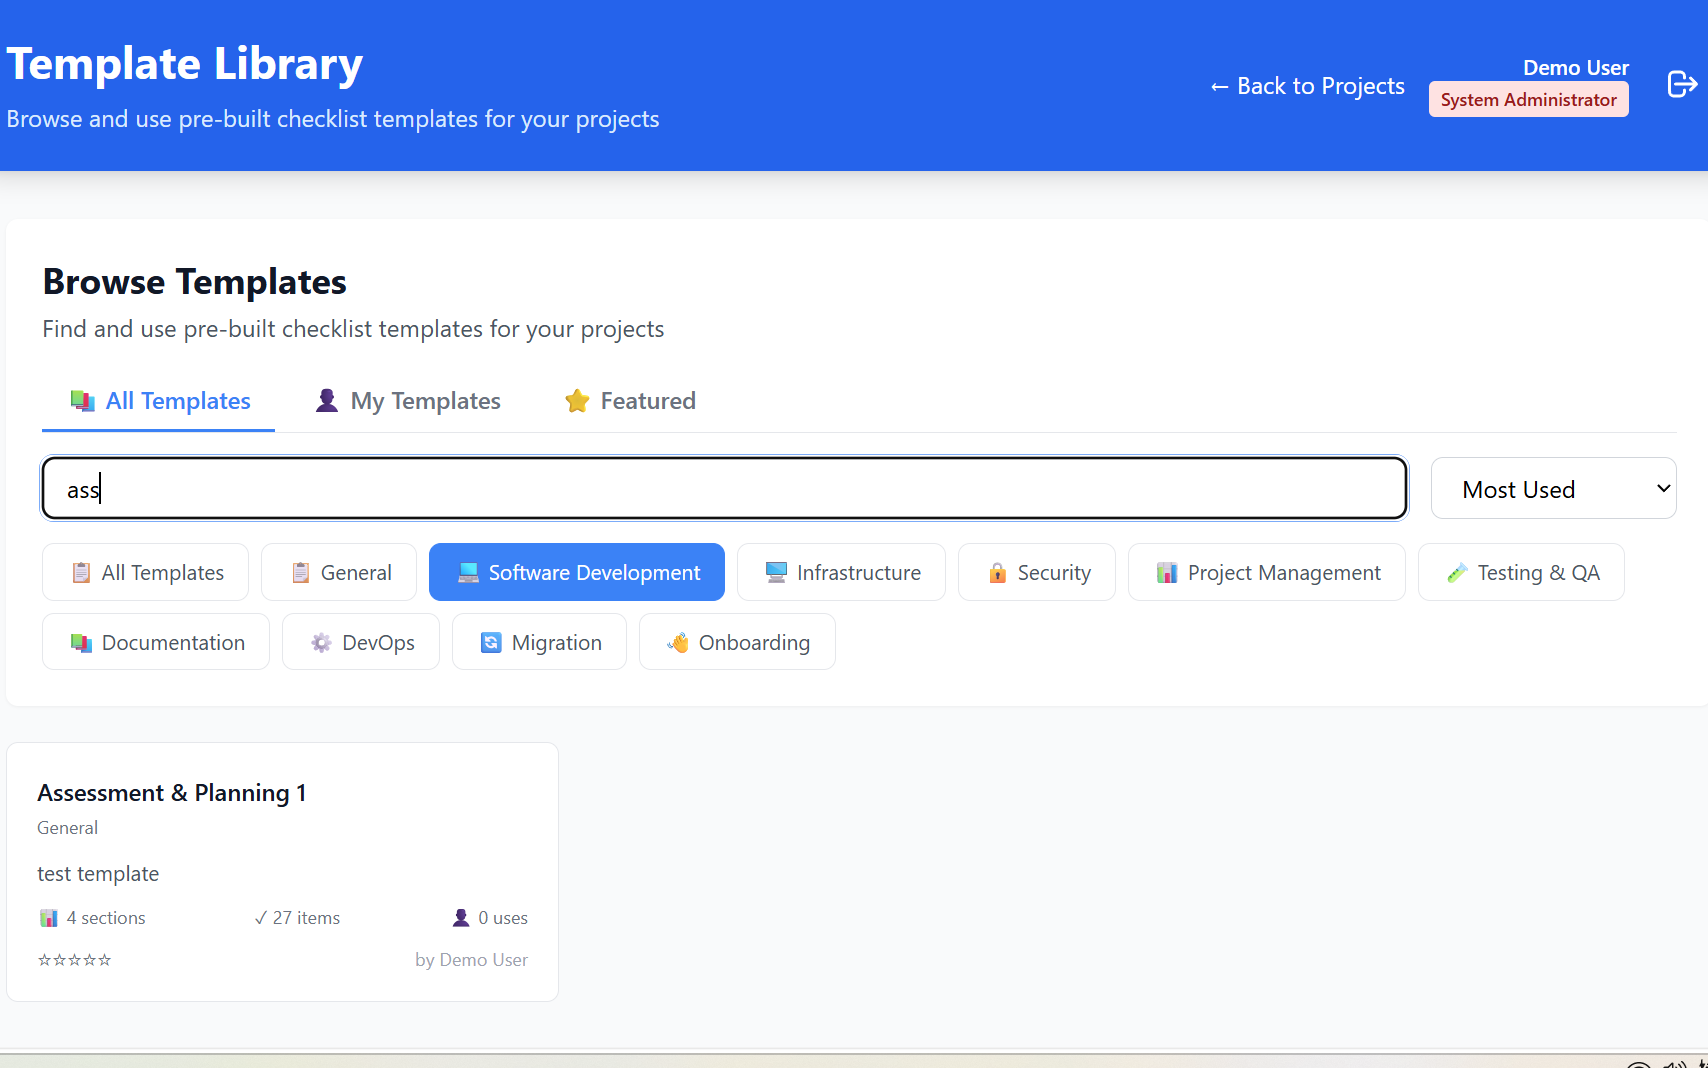 Template Library
Browse and use pre-built checklist templates for your projects
← Back to Projects
Demo User
System Administrator
Browse Templates
Find and use pre-built checklist templates for your projects
All Templates
My Templates
Featured
ass
Most Used
All Templates
General
Software Development
Infrastructure
Security
Project Management
Testing & QA
Documentation
DevOps
Migration
Onboarding
Assessment & Planning 1
General
test template
4 sections
✓ 27 items
0 uses
☆☆☆☆☆
by Demo User